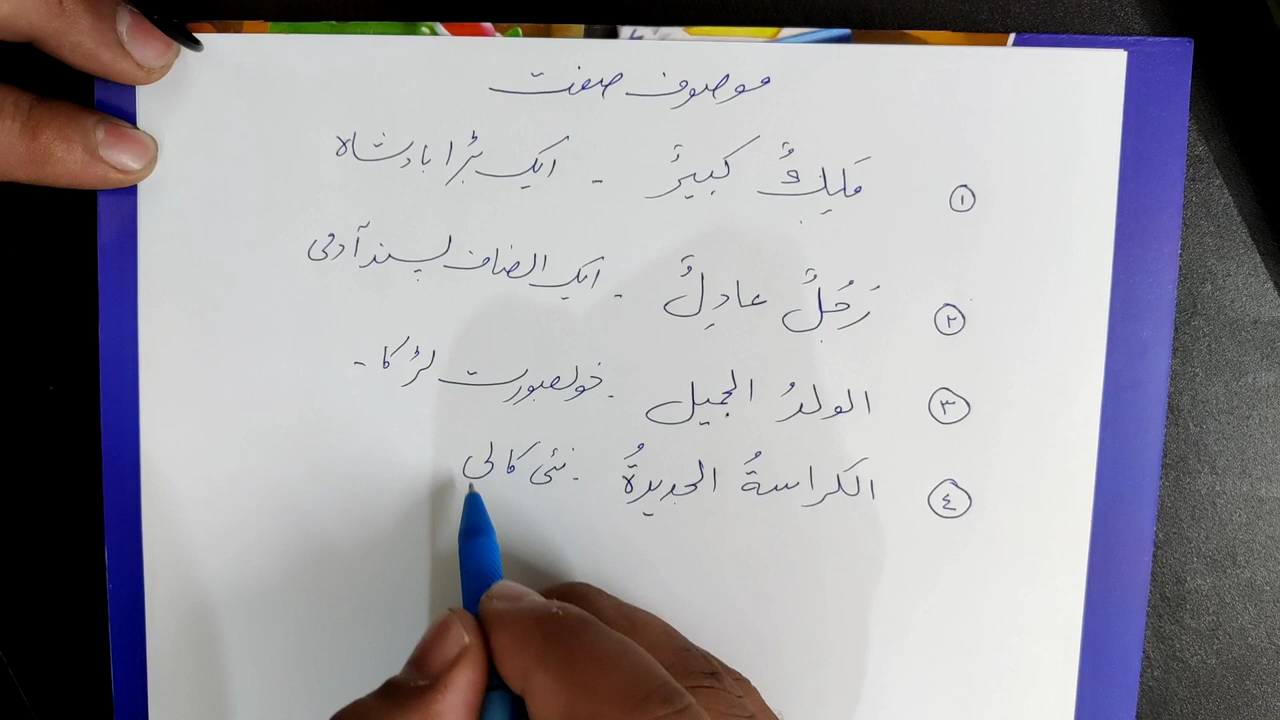 موصوف صفت
① مَلِكٌ كبيرٌ - ایک بڑا بادشاہ
② رَجُلٌ عادِلٌ - ایک انصاف پسند آدمی
③ الولدُ الجميل - خوبصورت لڑکا -
④ الكراسةُ الجديدةُ - نئی کاپی